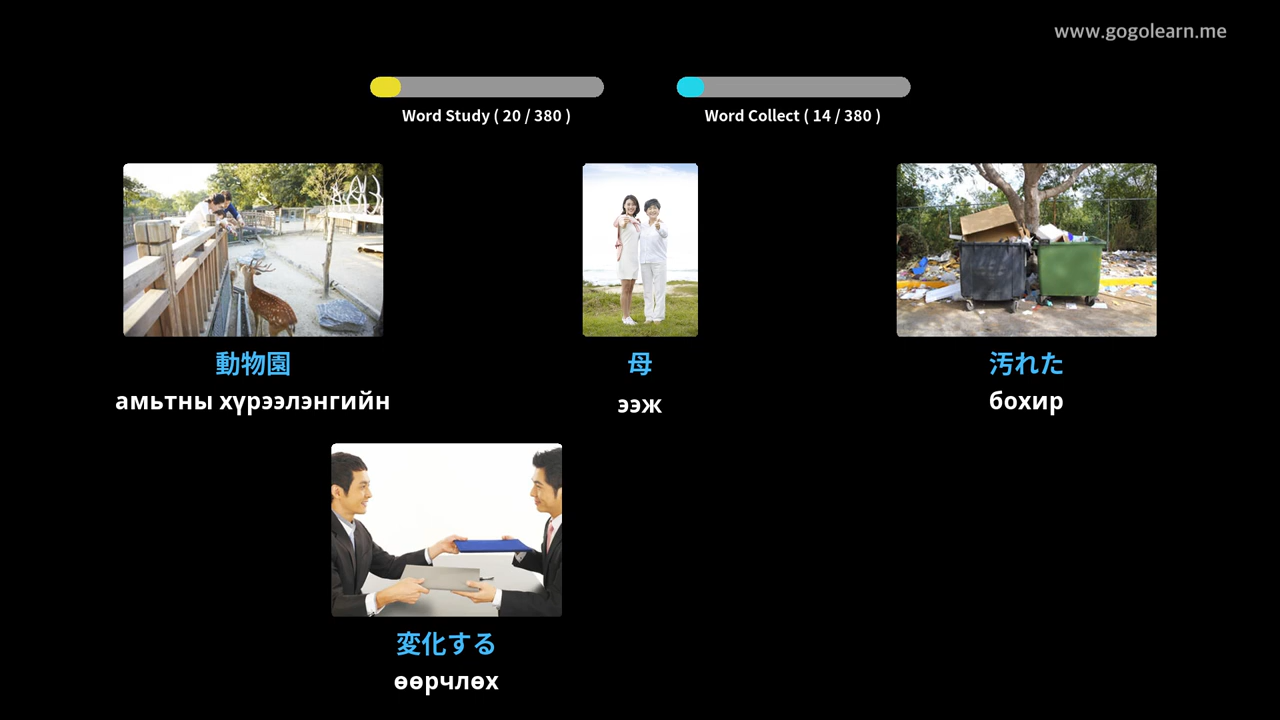 www.gogolearn.me
Word Study ( 20 / 380 )
Word Collect ( 14 / 380 )
動物園
амьтны хүрээлэнгийн
母
ээж
汚れた
бохир
変化する
өөрчлөх